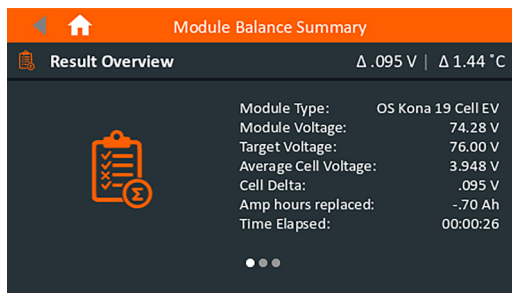 Module Balance Summary
Result Overview Δ .095 V | Δ 1.44 °C
Module Type: OS Kona 19 Cell EV
Module Voltage: 74.28 V
Target Voltage: 76.00 V
Average Cell Voltage: 3.948 V
Cell Delta: .095 V
Amp hours replaced: -.70 Ah
Time Elapsed: 00:00:26